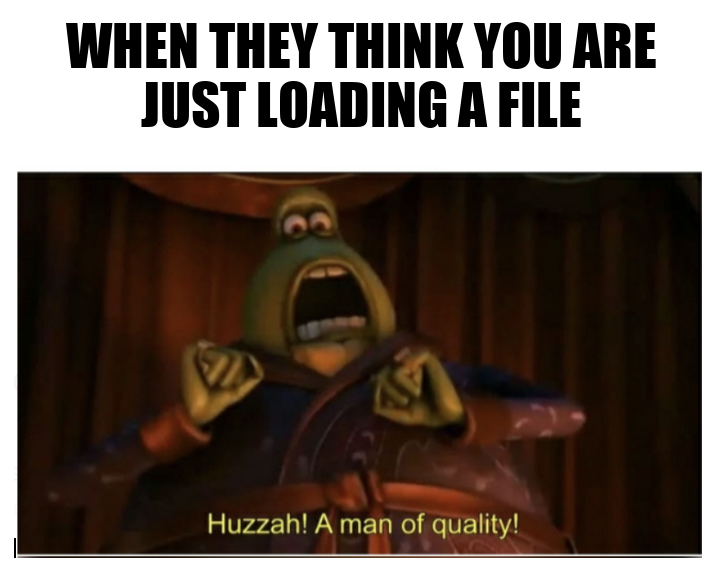 WHEN THEY THINK YOU ARE
JUST LOADING A FILE
Huzzah! A man of quality!